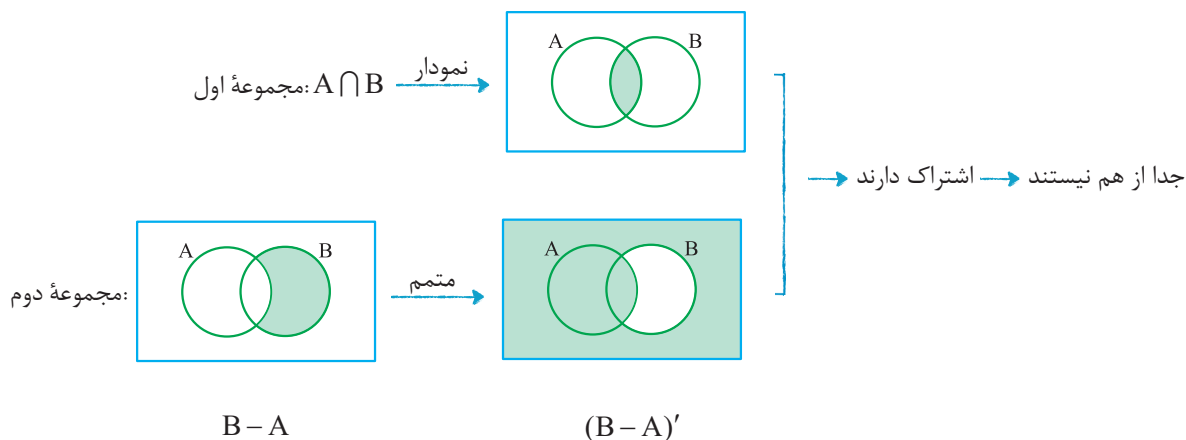 A B
مجموعهٔ اول: A ∩ B
نمودار
جدا از هم نیستند
اشتراک دارند
مجموعهٔ دوم:
A B
متمم
A B
B – A
(B – A)′